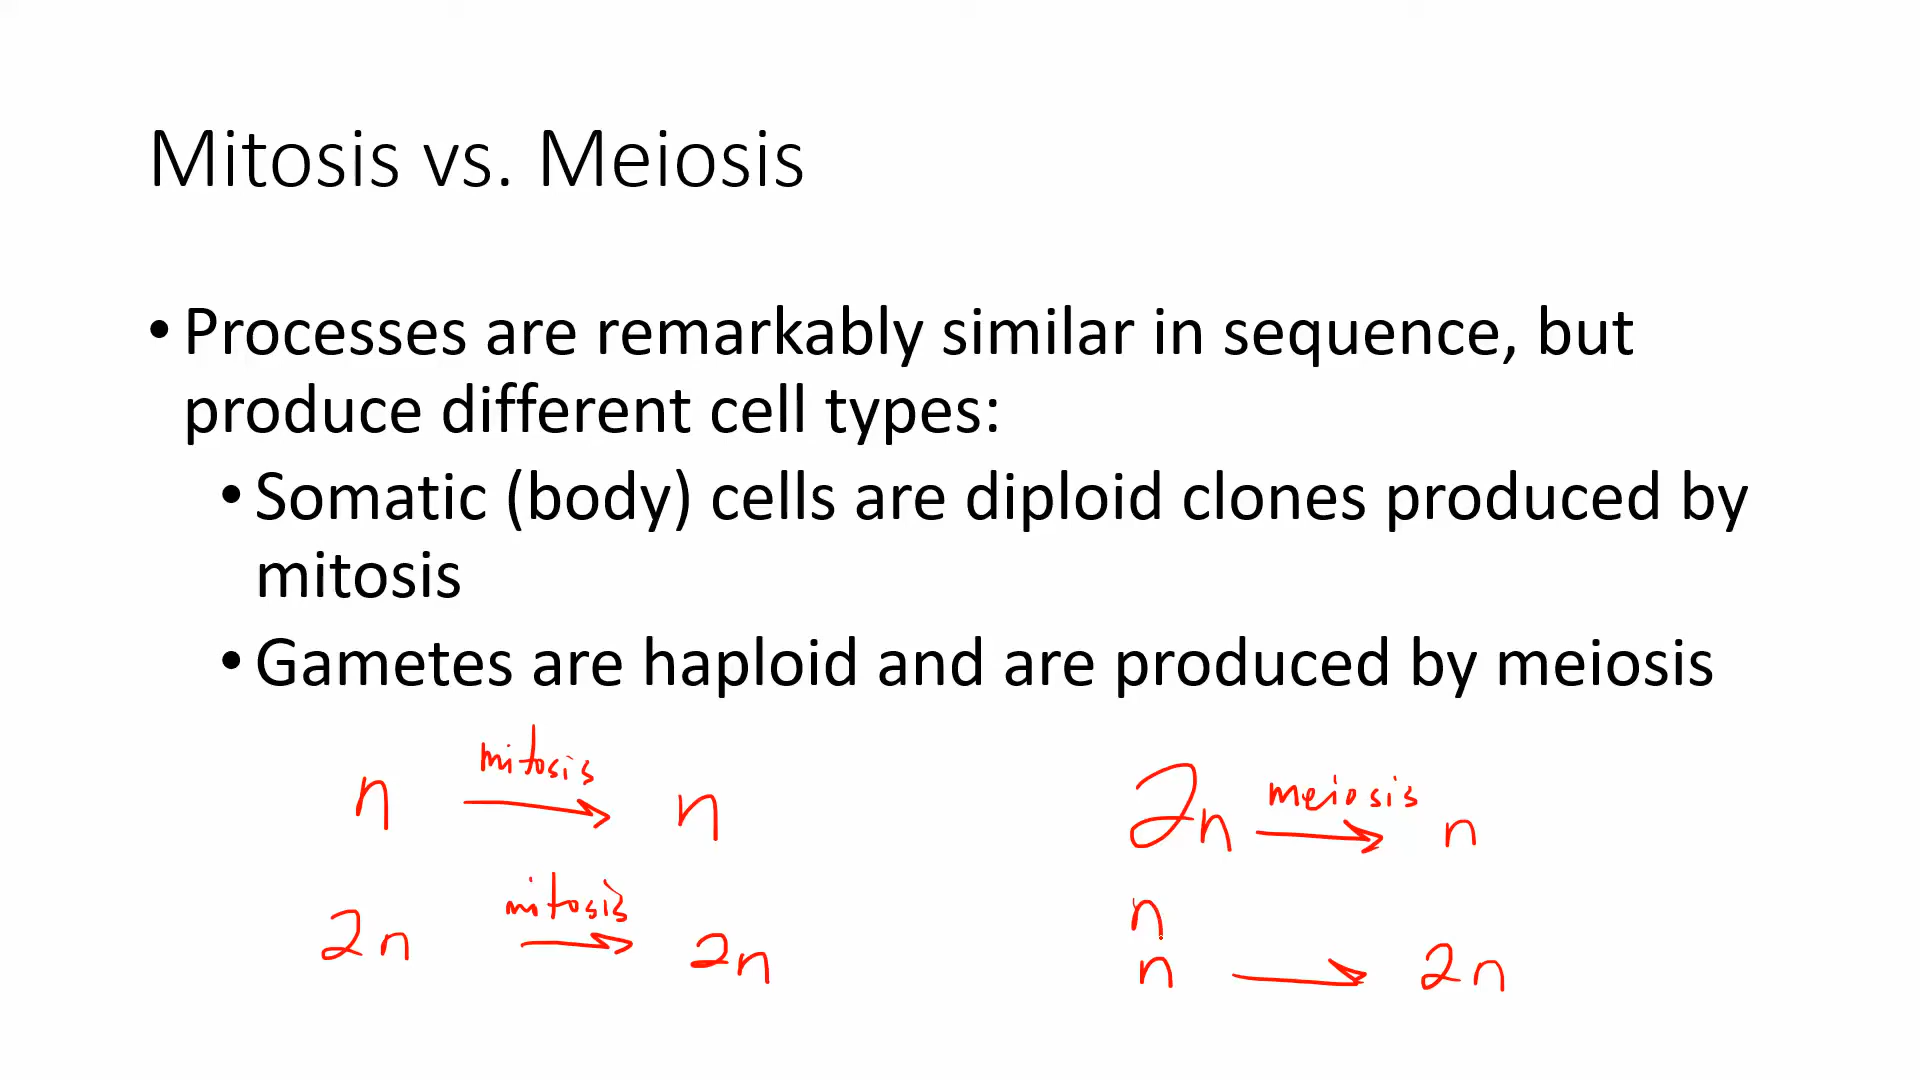 Mitosis vs. Meiosis
• Processes are remarkably similar in sequence, but
produce different cell types:
• Somatic (body) cells are diploid clones produced by
mitosis
• Gametes are haploid and are produced by meiosis
n mitosis → n
2n mitosis → 2n
2n meiosis → n
n
n → 2n